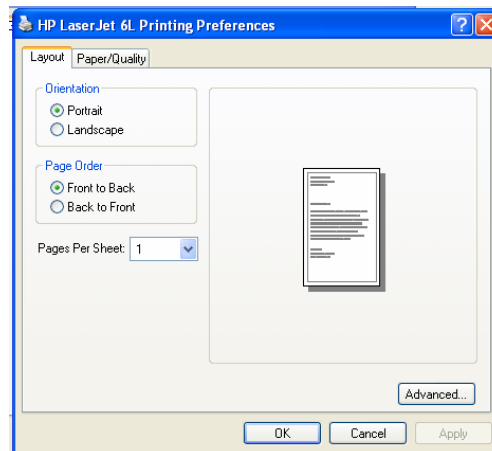 HP LaserJet 6L Printing Preferences
Layout Paper/Quality
Orientation
Portrait
Landscape
Page Order
Front to Back
Back to Front
Pages Per Sheet: 1
Advanced...
OK Cancel Apply